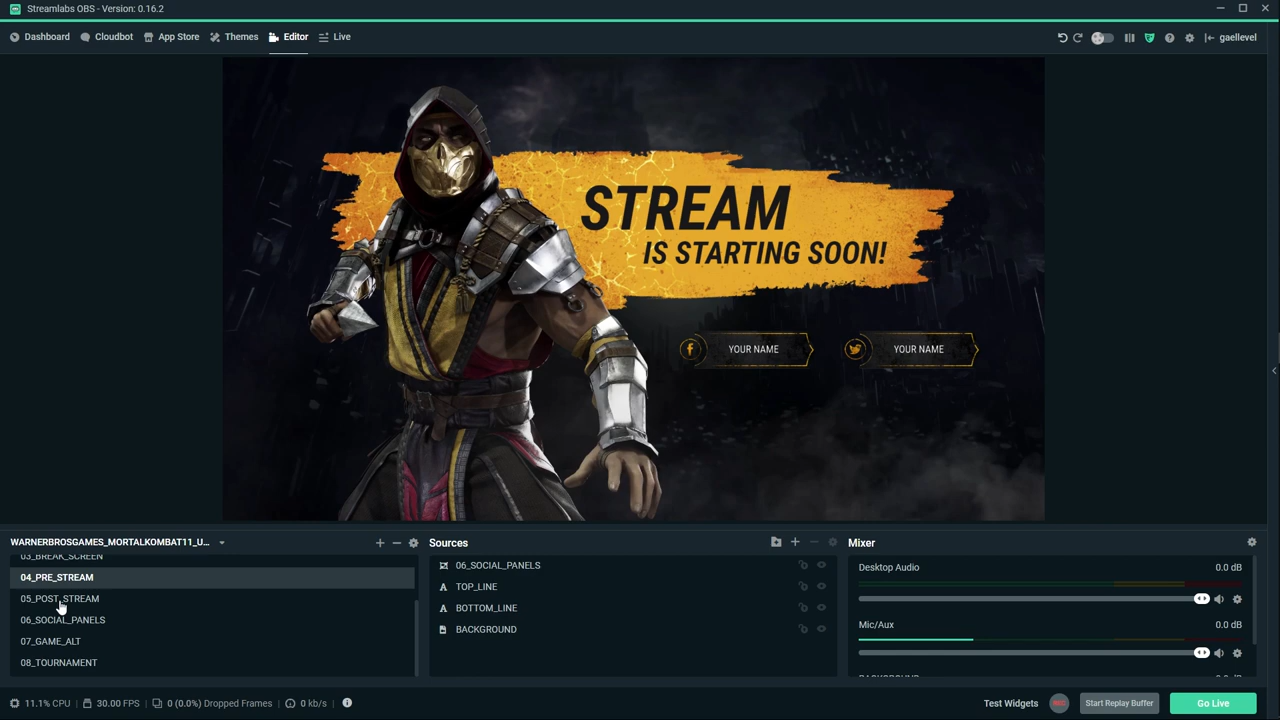 Streamlabs OBS - Version: 0.16.2
Dashboard
Cloudbot
App Store
Themes
Editor
Live
gaellevel
STREAM
IS STARTING SOON!
YOUR NAME
YOUR NAME
WARNERBROSGAMES_MORTALKOMBAT11_U...
03_BREAK_SCREEN
04_PRE_STREAM
05_POST_STREAM
06_SOCIAL_PANELS
07_GAME_ALT
08_TOURNAMENT
Sources
06_SOCIAL_PANELS
TOP_LINE
BOTTOM_LINE
BACKGROUND
Mixer
Desktop Audio 0.0 dB
Mic/Aux 0.0 dB
11.1% CPU
30.00 FPS
0 (0.0%) Dropped Frames
0 kb/s
Test Widgets
REC
Start Replay Buffer
Go Live